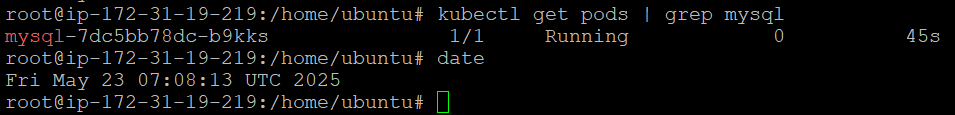 root@ip-172-31-19-219:/home/ubuntu# kubectl get pods | grep mysql
mysql-7dc5bb78dc-b9kks                1/1     Running            0          45s
root@ip-172-31-19-219:/home/ubuntu# date
Fri May 23 07:08:13 UTC 2025
root@ip-172-31-19-219:/home/ubuntu#